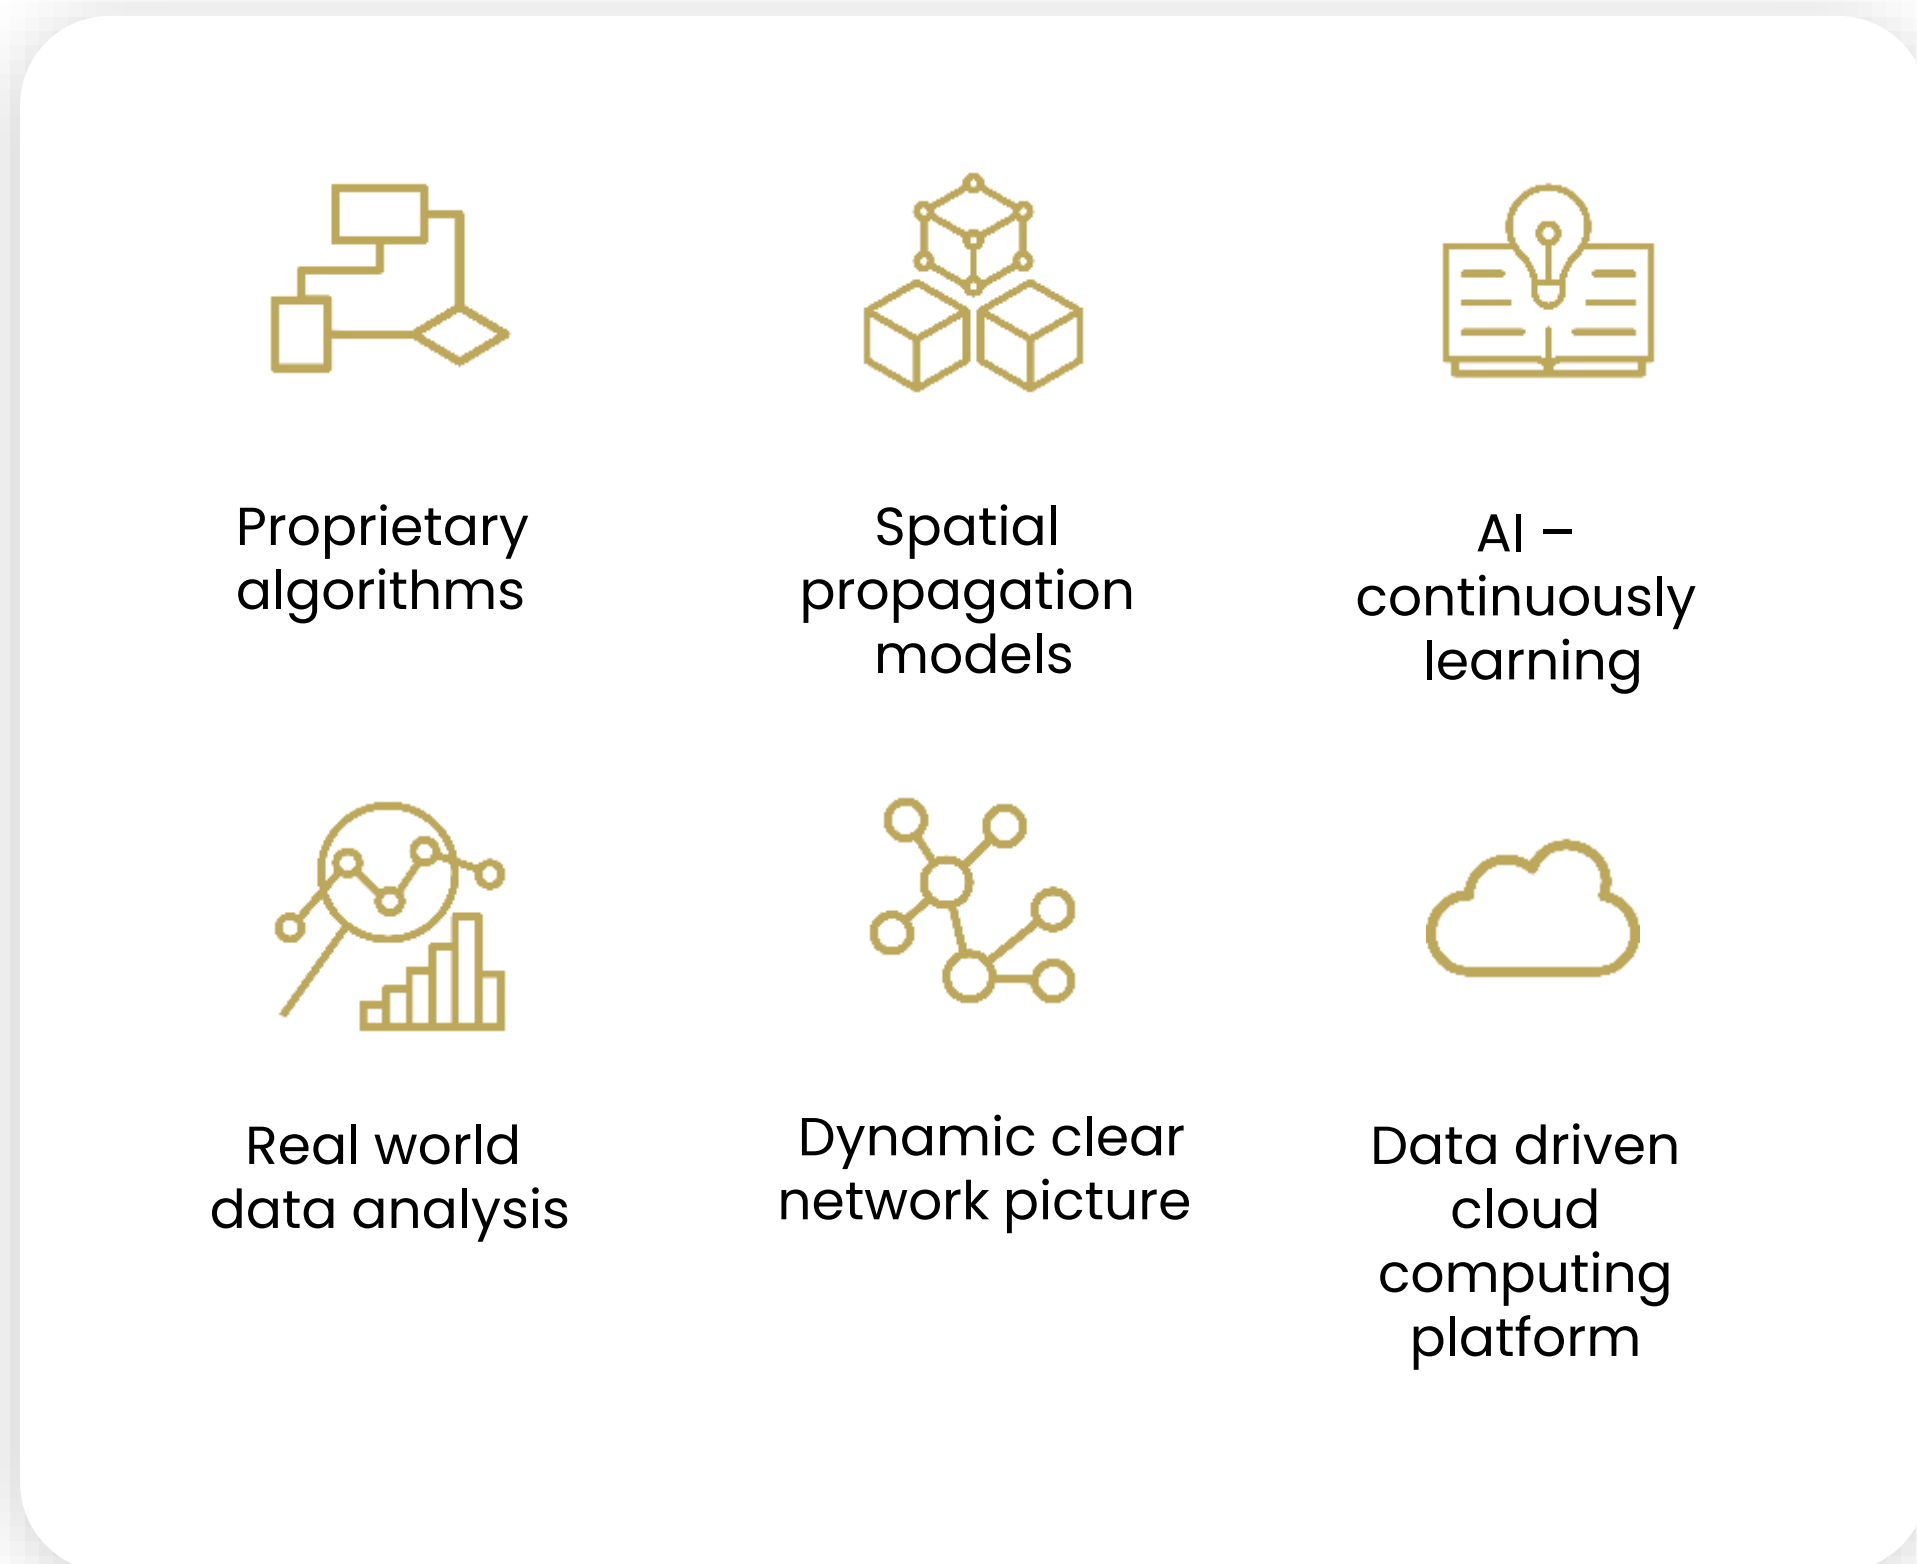 Proprietary
algorithms
Spatial
propagation
models
AI –
continuously
learning
Real world
data analysis
Dynamic clear
network picture
Data driven
cloud
computing
platform